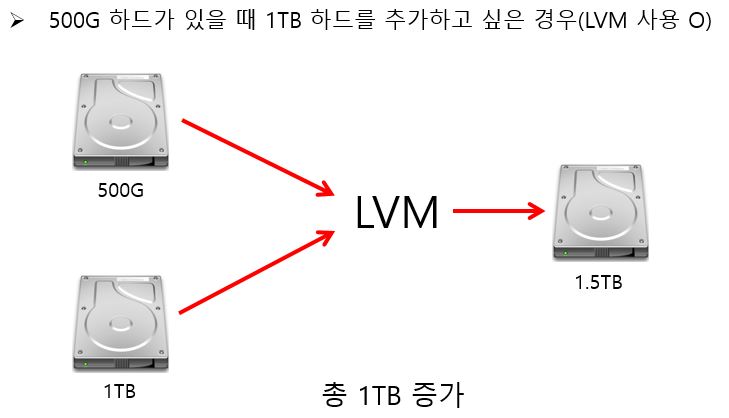 ➢ 500G 하드가 있을 때 1TB 하드를 추가하고 싶은 경우(LVM 사용 O)
500G
LVM
1.5TB
1TB
총 1TB 증가